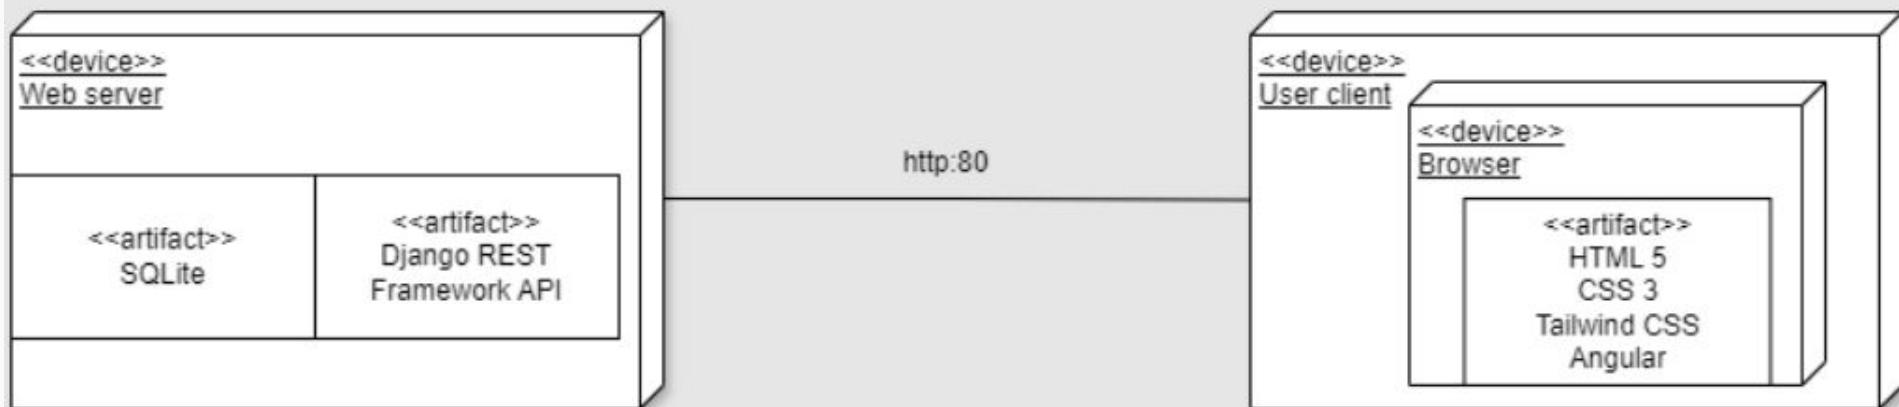 <<device>>
Web server
<<artifact>>
SQLite
<<artifact>>
Django REST
Framework API
http:80
<<device>>
User client
<<device>>
Browser
<<artifact>>
HTML 5
CSS 3
Tailwind CSS
Angular